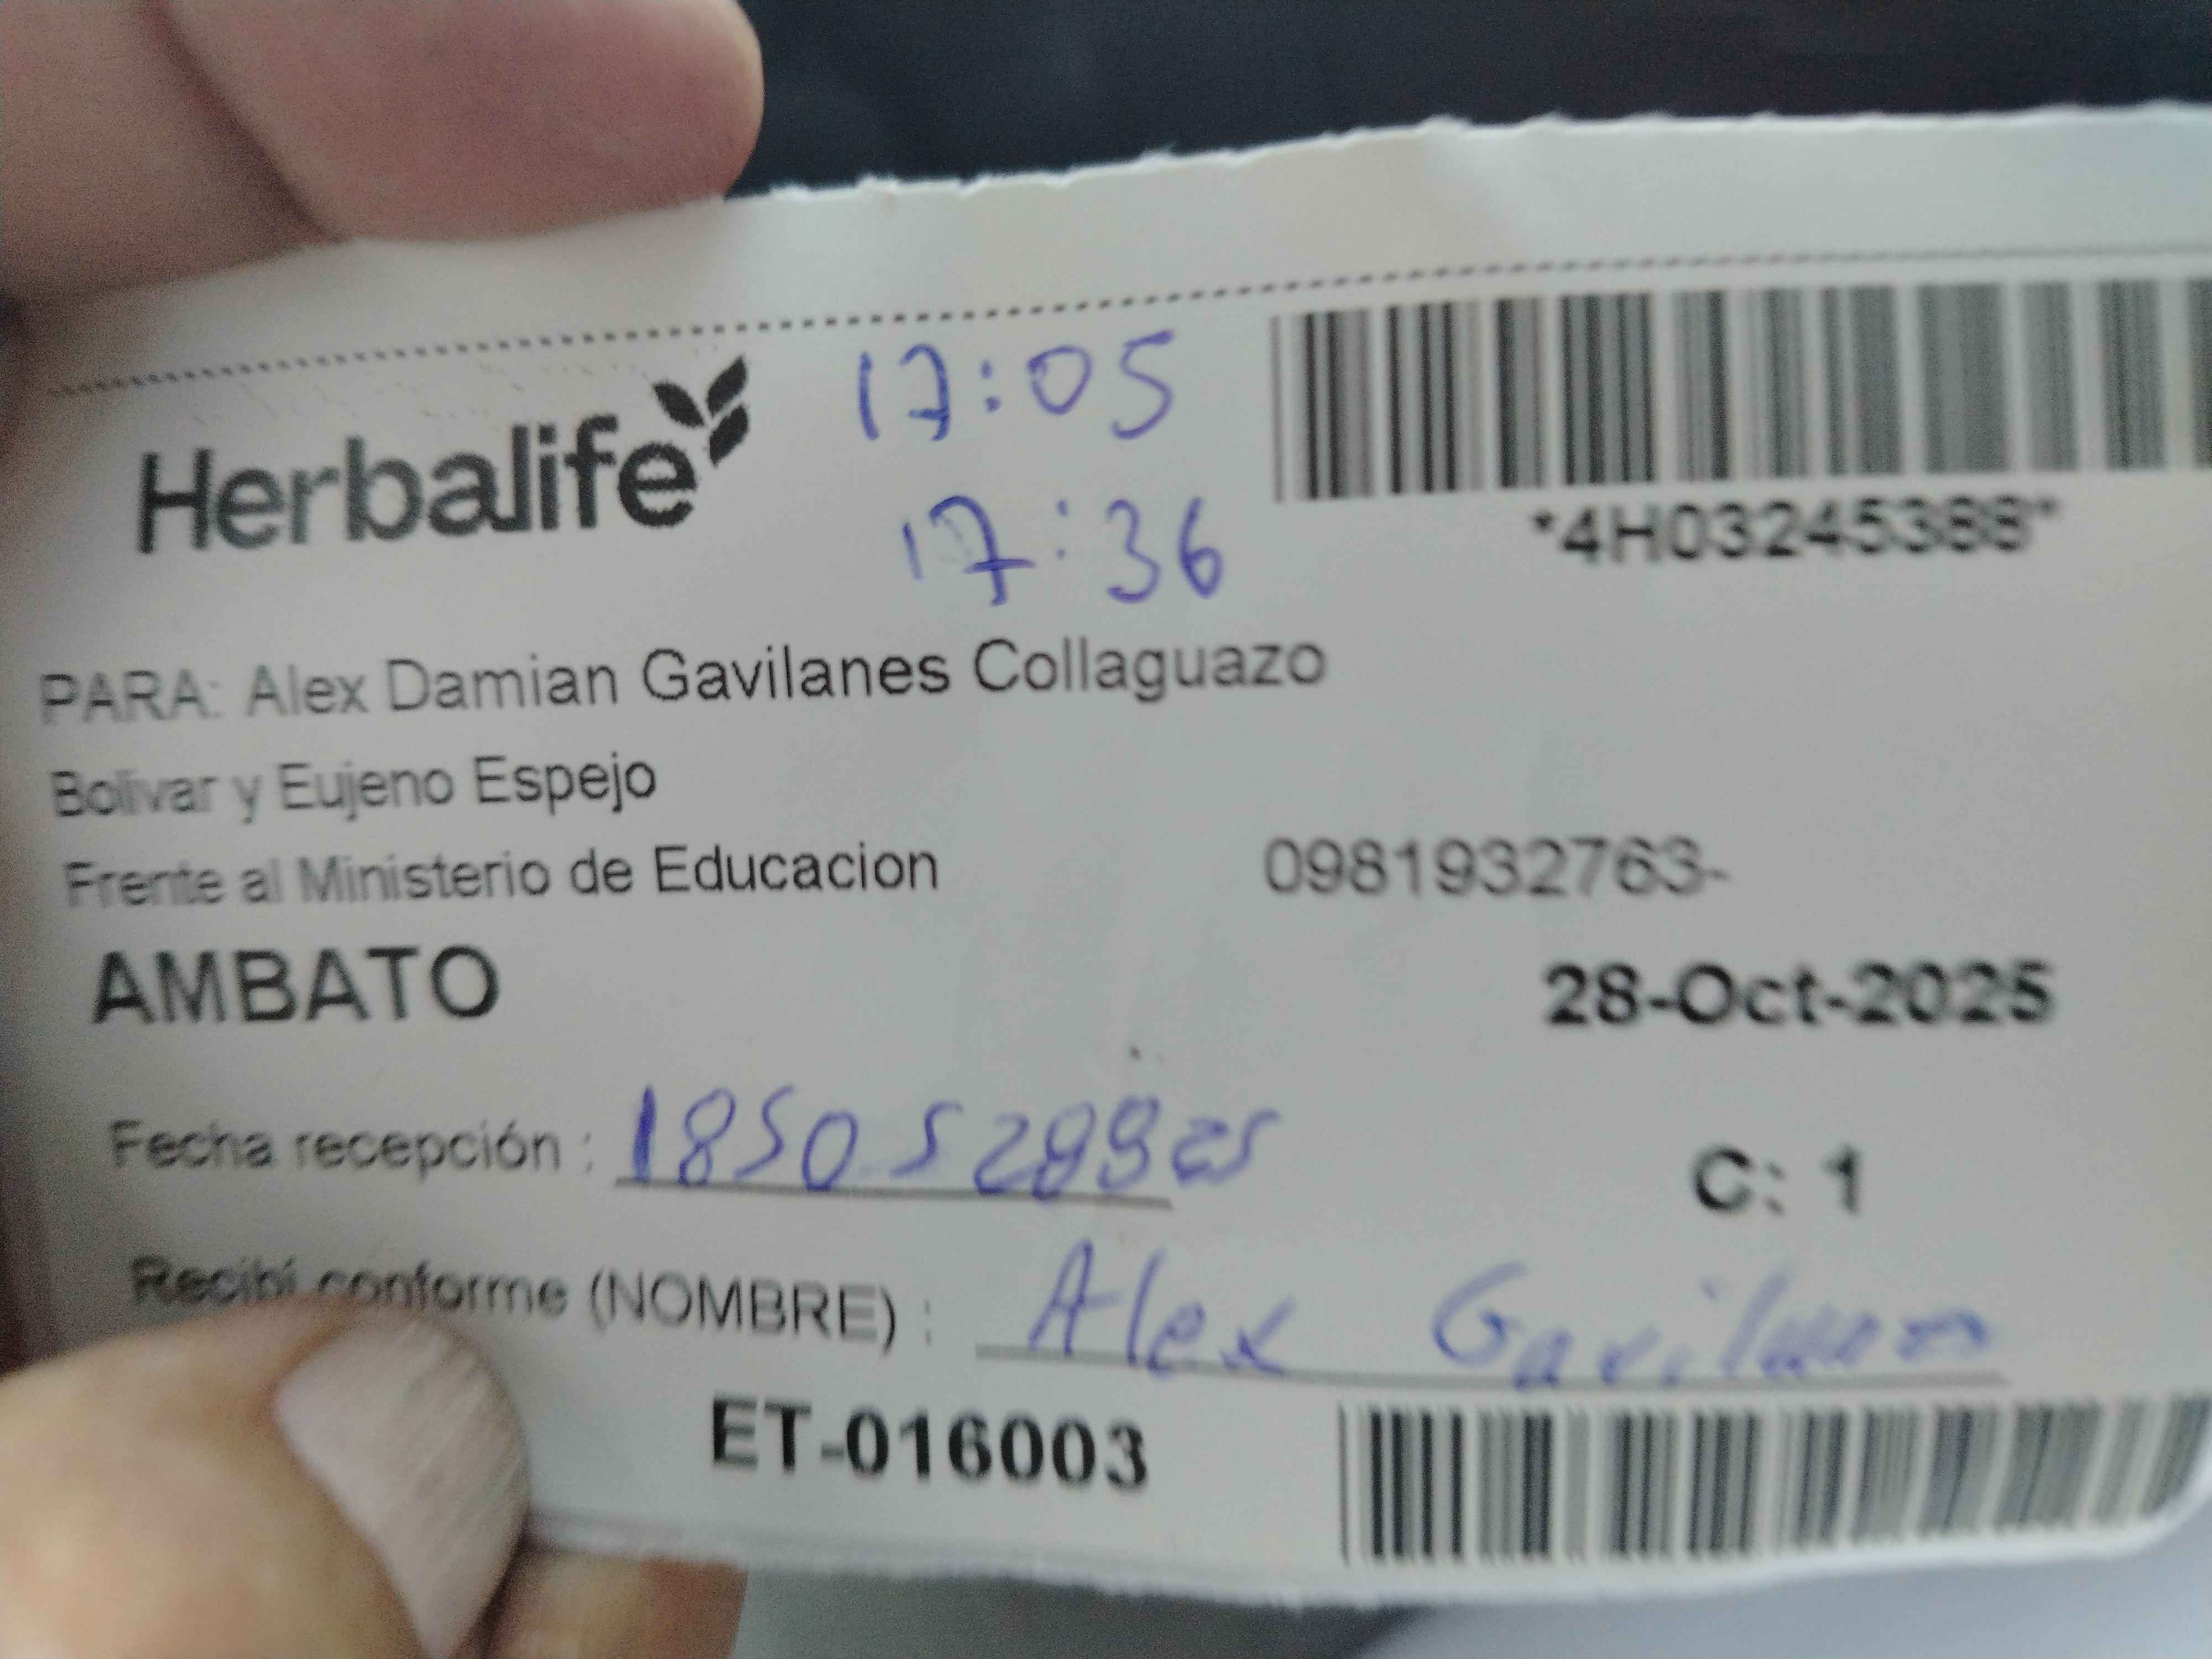 Herbalife
17:05
17:36
*4H03245388*
PARA: Alex Damian Gavilanes Collaguazo
Bolivar y Eujeno Espejo
Frente al Ministerio de Educacion 0981932763-
AMBATO 28-Oct-2025
Fecha recepción :
C: 1
Recibí conforme (NOMBRE) : Alex Gavilanes
ET-016003